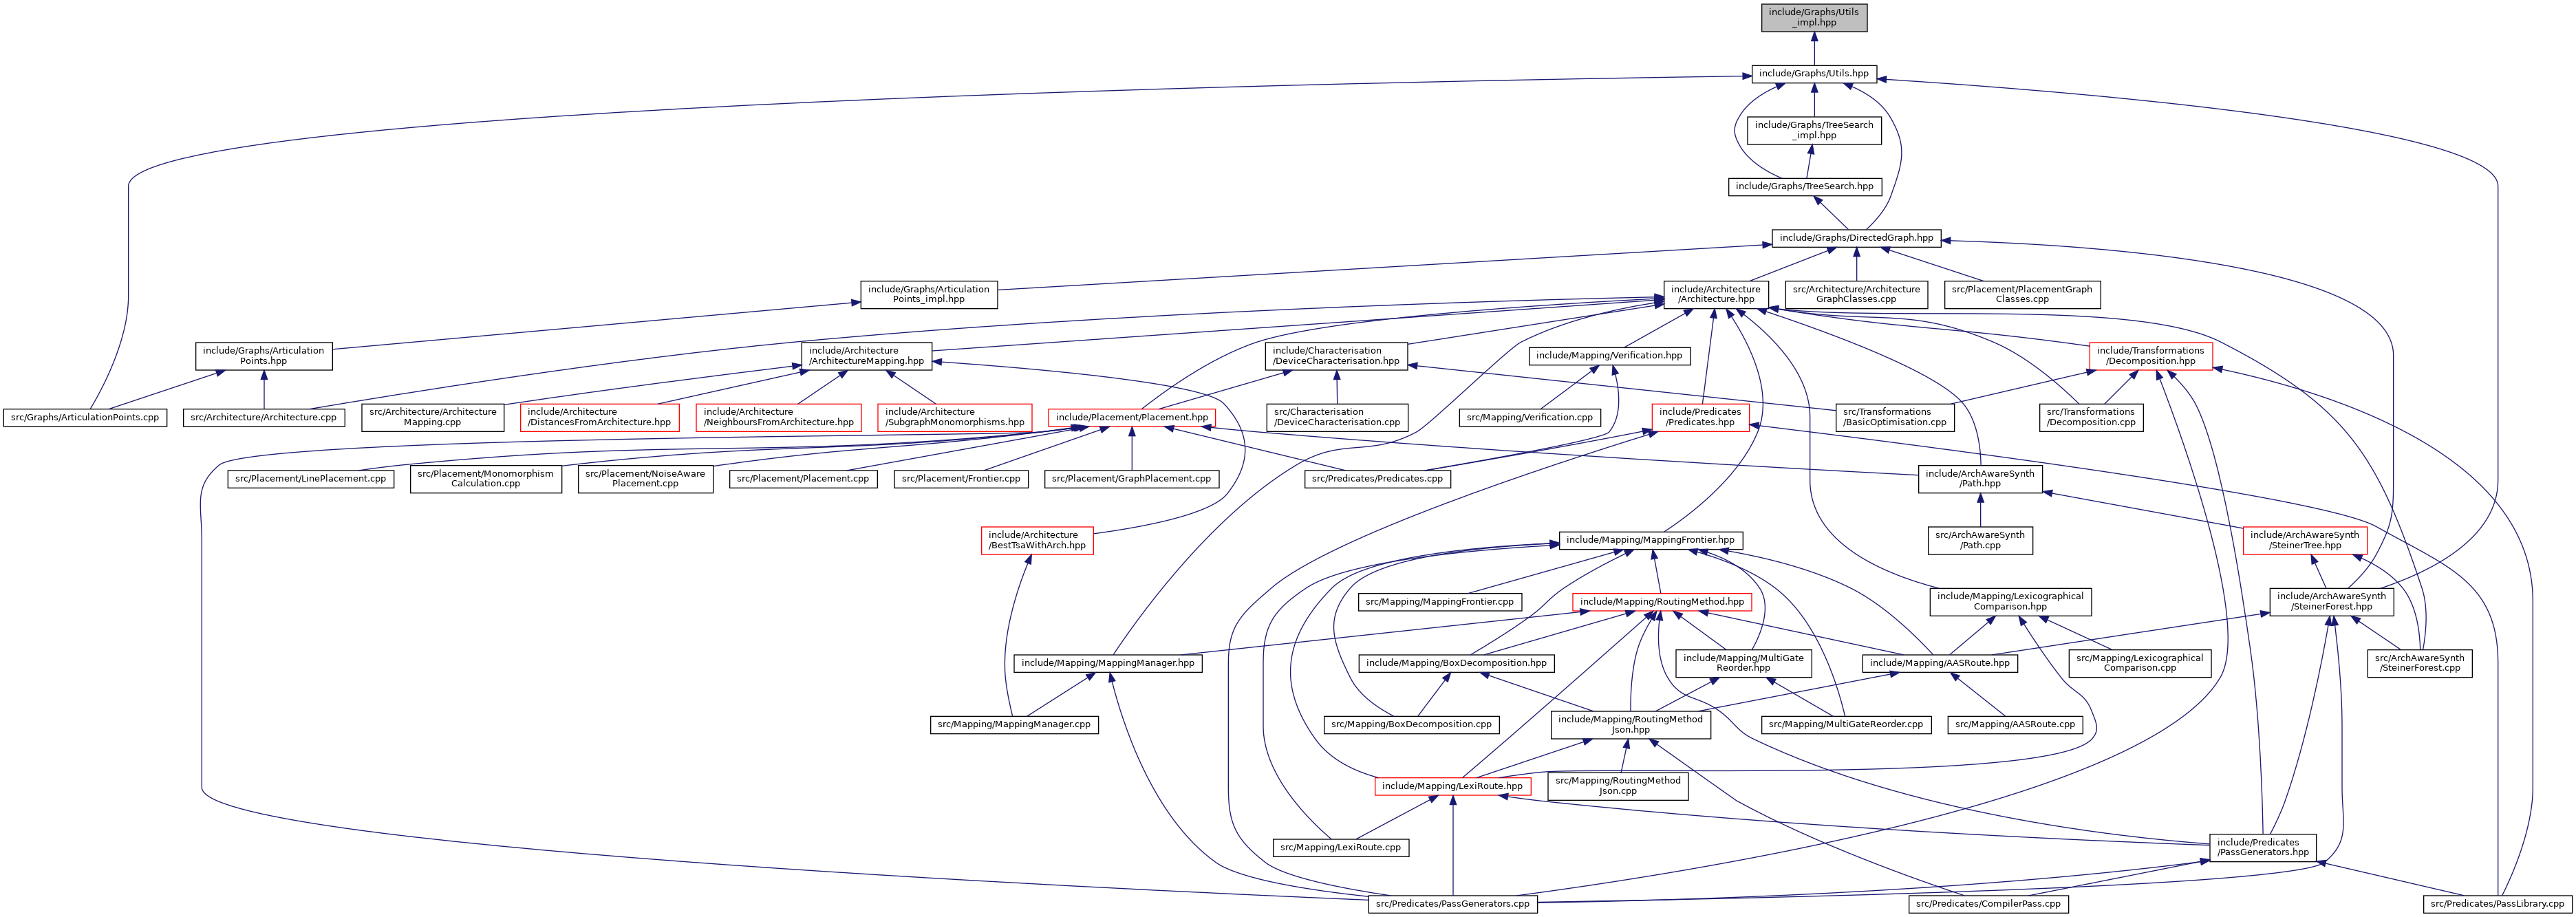 include/Graphs/Utils
_impl.hpp
include/Graphs/Utils.hpp
include/Graphs/TreeSearch
_impl.hpp
include/Graphs/TreeSearch.hpp
include/Graphs/DirectedGraph.hpp
include/Graphs/Articulation
Points_impl.hpp
include/Architecture
/Architecture.hpp
src/Architecture/Architecture
GraphClasses.cpp
src/Placement/PlacementGraph
Classes.cpp
include/Graphs/Articulation
Points.hpp
include/Architecture
/ArchitectureMapping.hpp
include/Characterisation
/DeviceCharacterisation.hpp
include/Mapping/Verification.hpp
include/Transformations
/Decomposition.hpp
src/Graphs/ArticulationPoints.cpp
src/Architecture/Architecture.cpp
src/Architecture/Architecture
Mapping.cpp
include/Architecture
/DistancesFromArchitecture.hpp
include/Architecture
/NeighboursFromArchitecture.hpp
include/Architecture
/SubgraphMonomorphisms.hpp
include/Placement/Placement.hpp
src/Characterisation
/DeviceCharacterisation.cpp
src/Mapping/Verification.cpp
include/Predicates
/Predicates.hpp
src/Transformations
/BasicOptimisation.cpp
src/Transformations
/Decomposition.cpp
src/Placement/LinePlacement.cpp
src/Placement/Monomorphism
Calculation.cpp
src/Placement/NoiseAware
Placement.cpp
src/Placement/Placement.cpp
src/Placement/Frontier.cpp
src/Placement/GraphPlacement.cpp
src/Predicates/Predicates.cpp
include/ArchAwareSynth
/Path.hpp
include/Architecture
/BestTsaWithArch.hpp
include/Mapping/MappingFrontier.hpp
src/ArchAwareSynth
/Path.cpp
include/ArchAwareSynth
/SteinerTree.hpp
src/Mapping/MappingFrontier.cpp
include/Mapping/RoutingMethod.hpp
include/Mapping/Lexicographical
Comparison.hpp
include/ArchAwareSynth
/SteinerForest.hpp
include/Mapping/MappingManager.hpp
include/Mapping/BoxDecomposition.hpp
include/Mapping/MultiGate
Reorder.hpp
include/Mapping/AASRoute.hpp
src/Mapping/Lexicographical
Comparison.cpp
src/ArchAwareSynth
/SteinerForest.cpp
src/Mapping/MappingManager.cpp
src/Mapping/BoxDecomposition.cpp
include/Mapping/RoutingMethod
Json.hpp
src/Mapping/MultiGateReorder.cpp
src/Mapping/AASRoute.cpp
include/Mapping/LexiRoute.hpp
src/Mapping/RoutingMethod
Json.cpp
src/Mapping/LexiRoute.cpp
include/Predicates
/PassGenerators.hpp
src/Predicates/PassGenerators.cpp
src/Predicates/CompilerPass.cpp
src/Predicates/PassLibrary.cpp